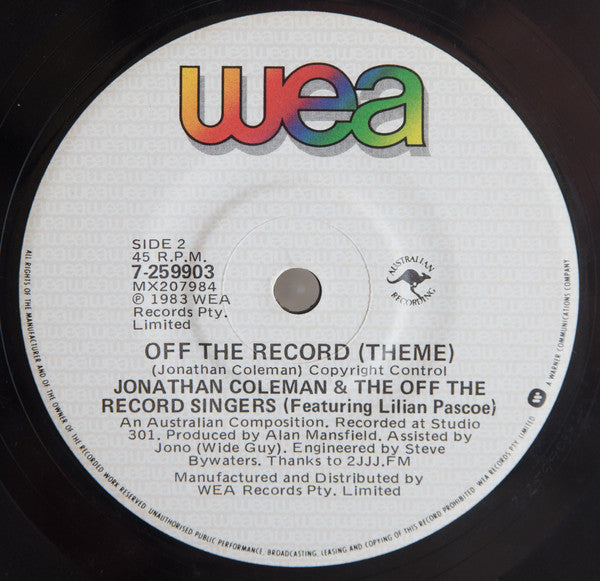 wea
SIDE 2
45 R.P.M.
7-259903
MX207984
℗ 1983 WEA
Records Pty.
Limited
AUSTRALIAN
RECORDING
OFF THE RECORD (THEME)
(Jonathan Coleman) Copyright Control
JONATHAN COLEMAN & THE OFF THE
RECORD SINGERS (Featuring Lilian Pascoe)
An Australian Composition. Recorded at Studio
301. Produced by Alan Mansfield. Assisted by
Jono (Wide Guy). Engineered by Steve
Bywaters. Thanks to 2JJJ.FM
Manufactured and Distributed by
WEA Records Pty. Limited
ALL RIGHTS OF THE MANUFACTURER AND OF THE OWNER OF THE RECORDED WORK RESERVED. UNAUTHORISED PUBLIC PERFORMANCE, BROADCASTING, LEASING AND COPYING OF THIS RECORD PROHIBITED. WEA RECORDS PTY. LIMITED
A WARNER COMMUNICATIONS COMPANY